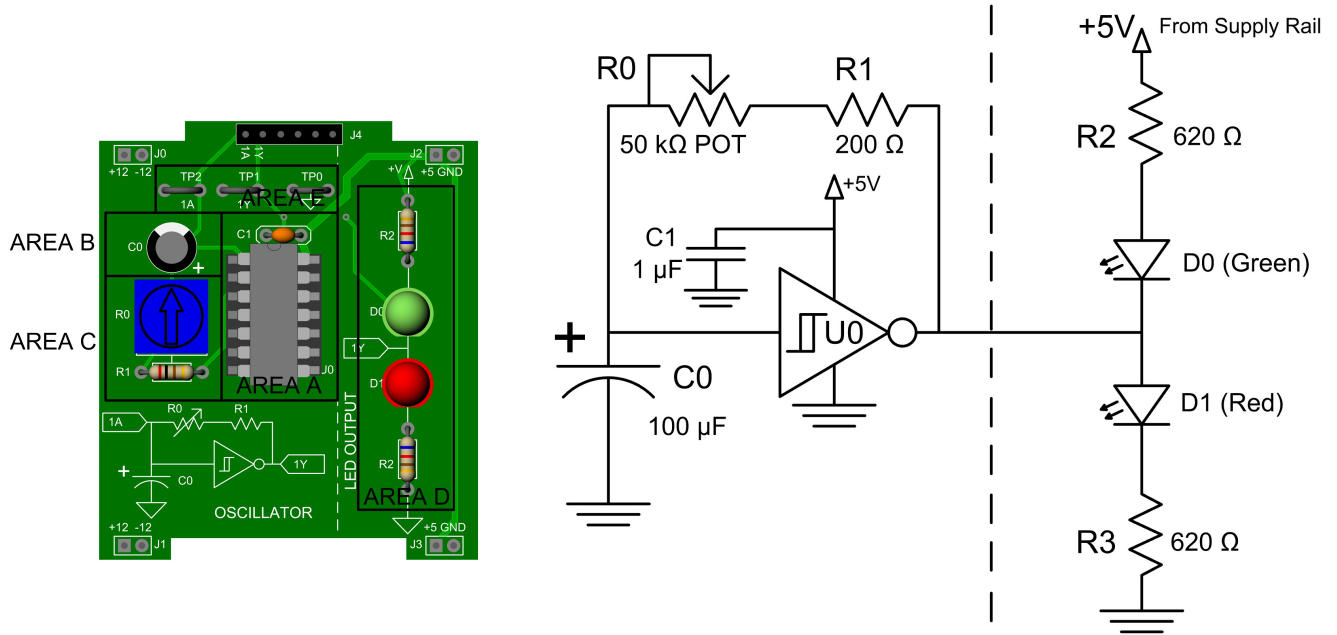 J4
1A
1Y
J0
+12 -12
J2
+5 GND
+V
TP2
TP1
TP0
AREA E
1A
1Y
AREA B
C0
+
C1
R2
AREA C
R0
D0
1Y
R1
J0
AREA A
D1
LED OUTPUT
1A
R0
R1
+
C0
1Y
R2
AREA D
OSCILLATOR
+12 -12
J1
+5 GND
J3
R0
50 kΩ POT
R1
200 Ω
+5V
C1
1 µF
U0
+
C0
100 µF
+5V From Supply Rail
R2
620 Ω
D0 (Green)
D1 (Red)
R3
620 Ω